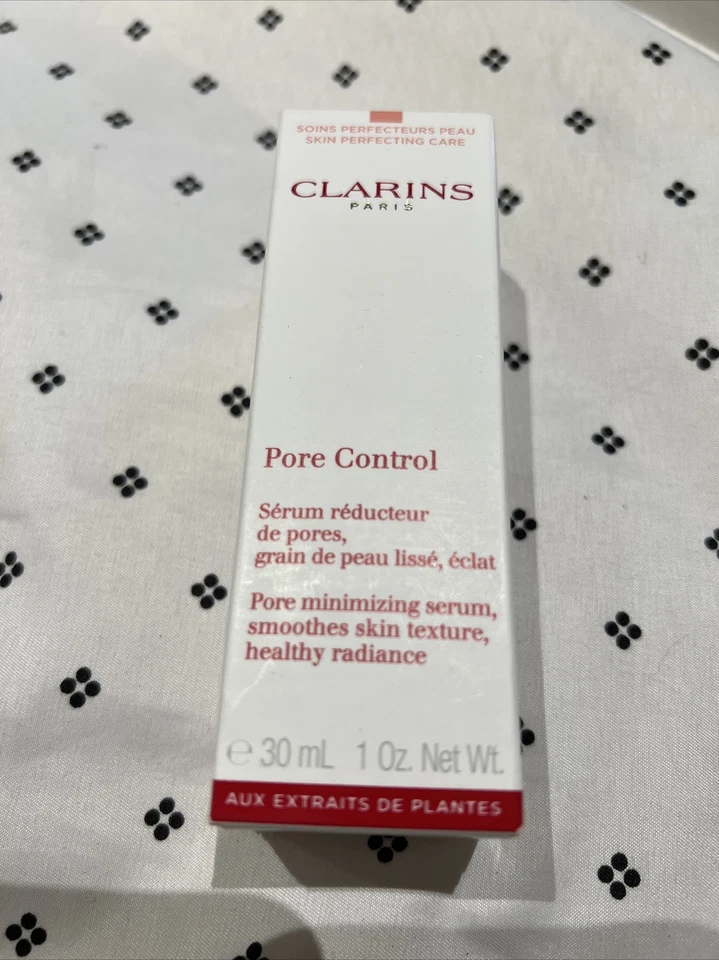 SOINS PERFECTEURS PEAU
SKIN PERFECTING CARE
CLARINS
PARIS
Pore Control
Sérum réducteur
de pores,
grain de peau lissé, éclat
Pore minimizing serum,
smoothes skin texture,
healthy radiance
℮ 30 mL 1 Oz. Net Wt.
AUX EXTRAITS DE PLANTES